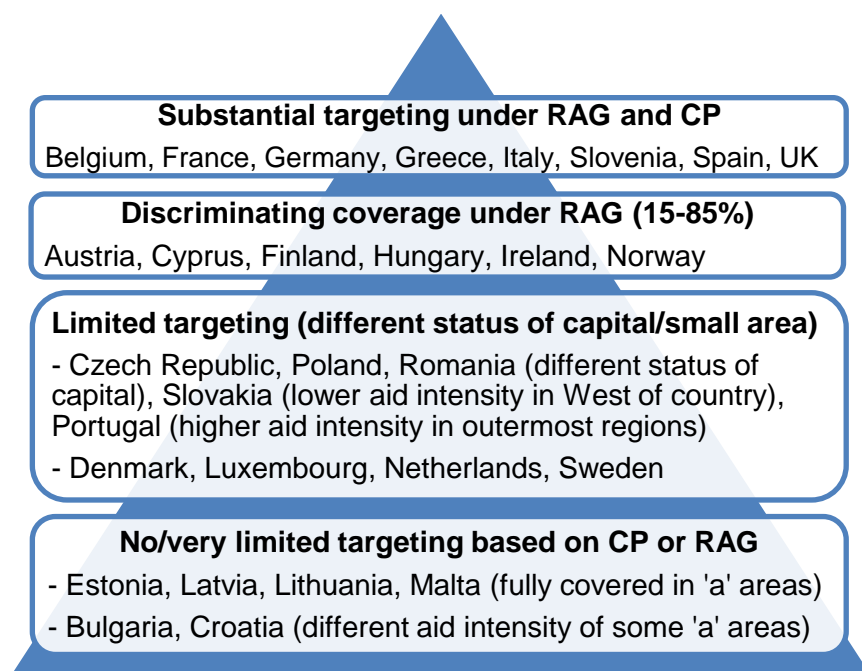 Substantial targeting under RAG and CP
Belgium, France, Germany, Greece, Italy, Slovenia, Spain, UK
Discriminating coverage under RAG (15-85%)
Austria, Cyprus, Finland, Hungary, Ireland, Norway
Limited targeting (different status of capital/small area)
- Czech Republic, Poland, Romania (different status of
capital), Slovakia (lower aid intensity in West of country),
Portugal (higher aid intensity in outermost regions)
- Denmark, Luxembourg, Netherlands, Sweden
No/very limited targeting based on CP or RAG
- Estonia, Latvia, Lithuania, Malta (fully covered in 'a' areas)
- Bulgaria, Croatia (different aid intensity of some 'a' areas)